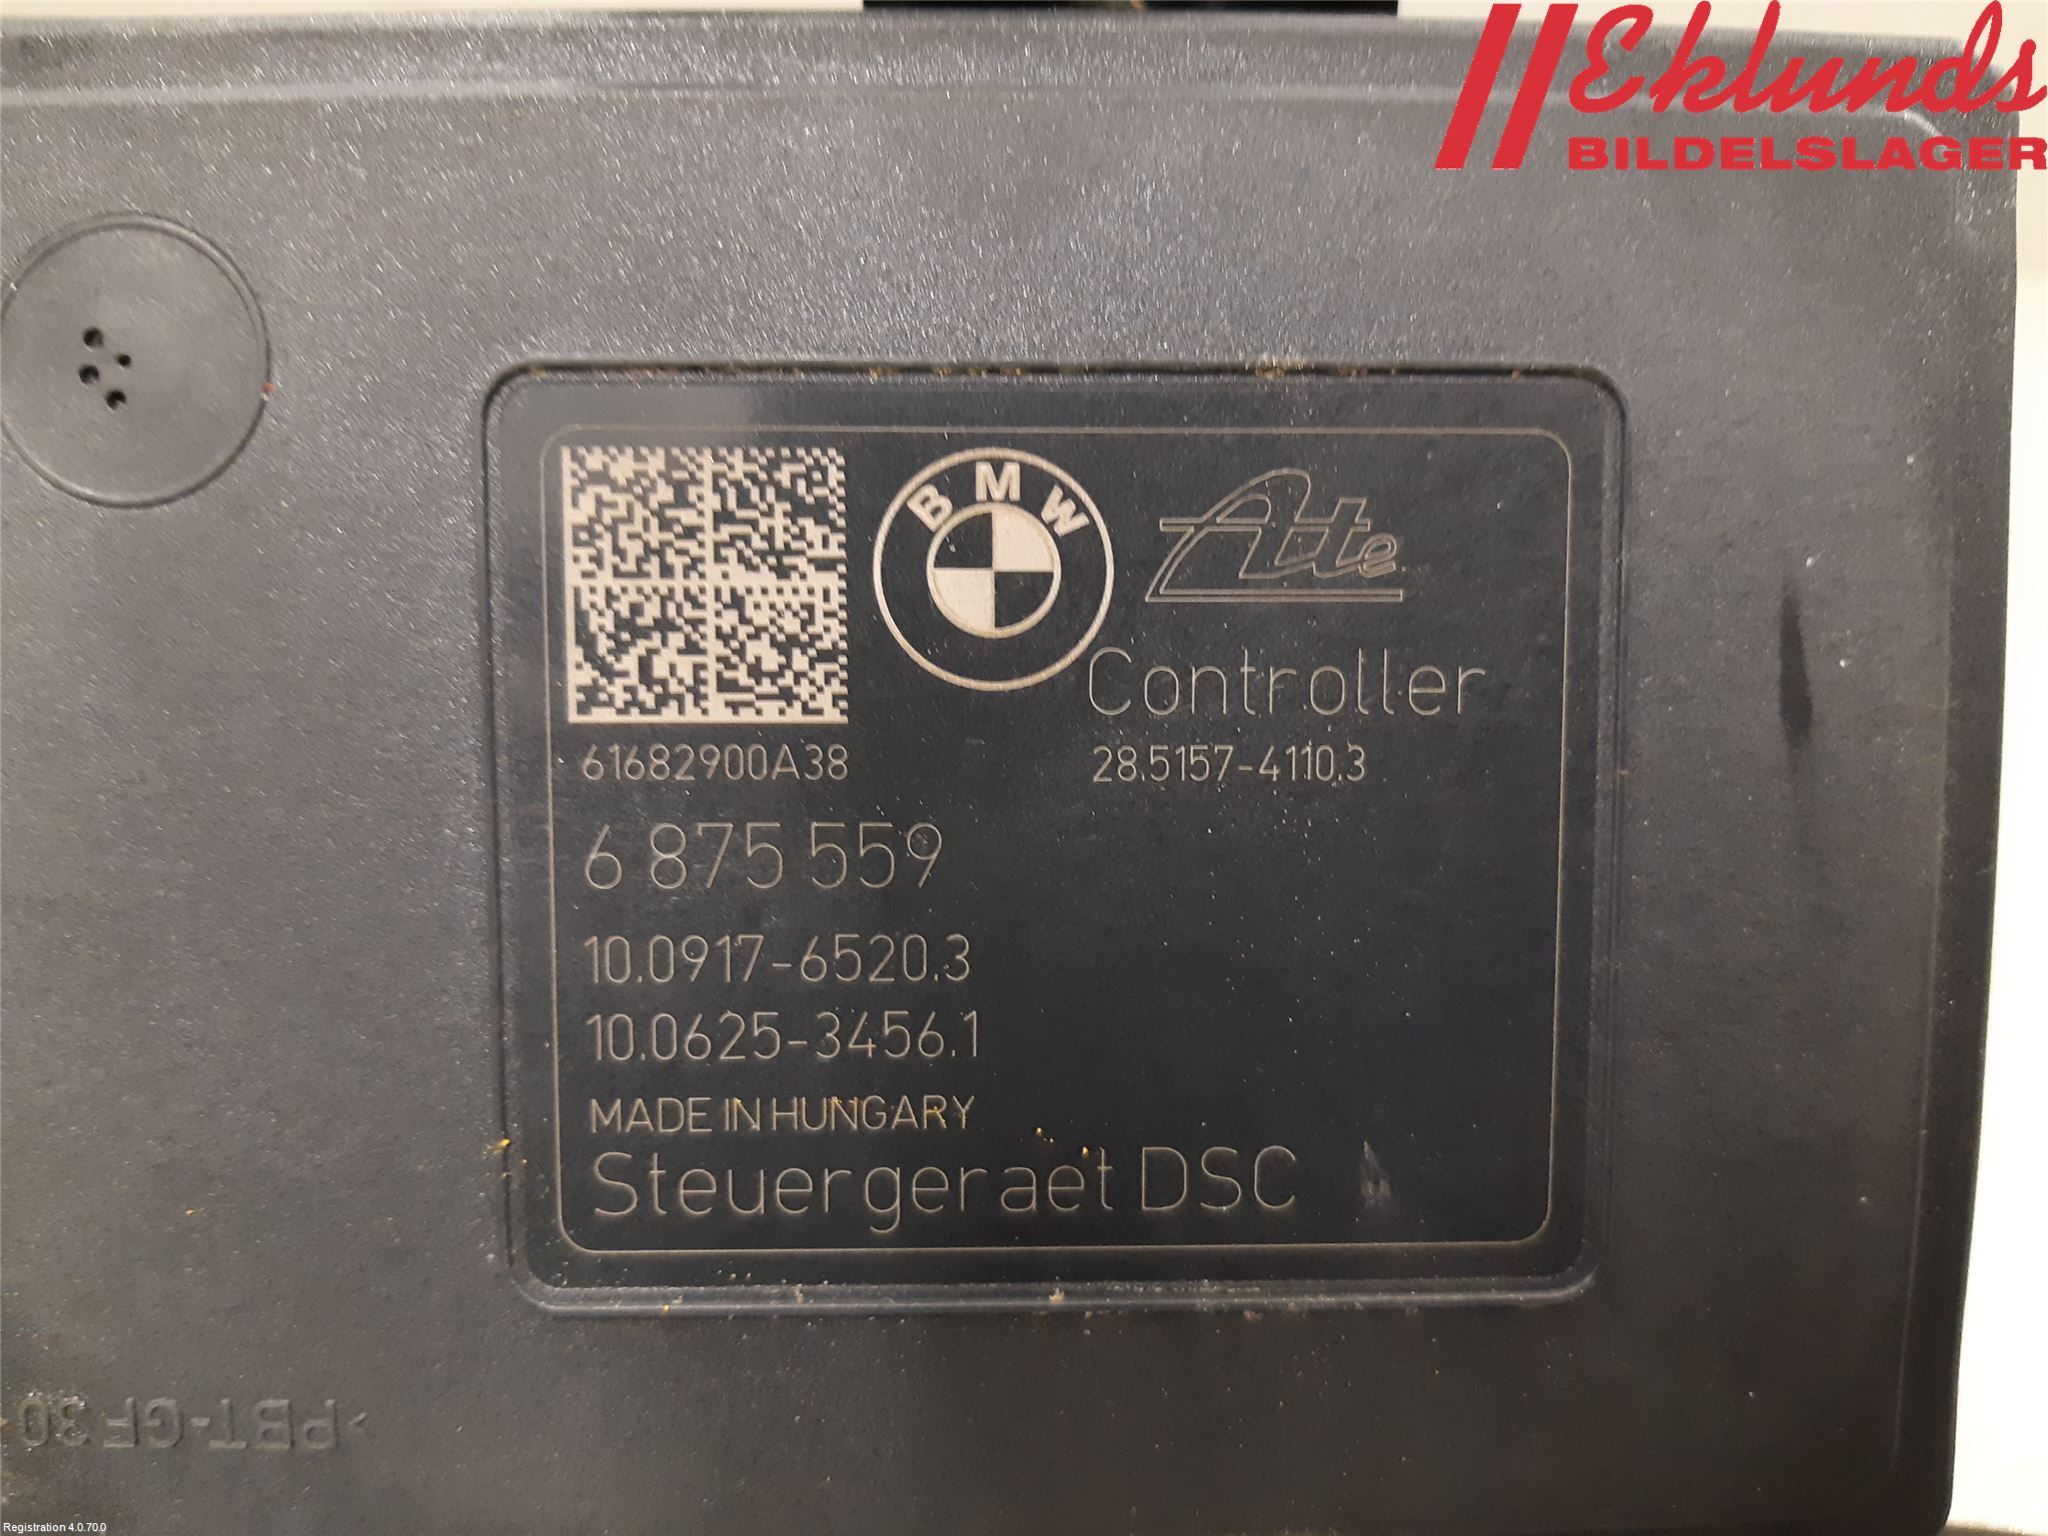 Eklunds
BILDELSLAGER
BMW
Ate
Controller
61682900A38
28.5157-4110.3
6 875 559
10.0917-6520.3
10.0625-3456.1
MADE IN HUNGARY
Steuergeraet DSC
>PBT-GF30
Registration 4.0.70.0